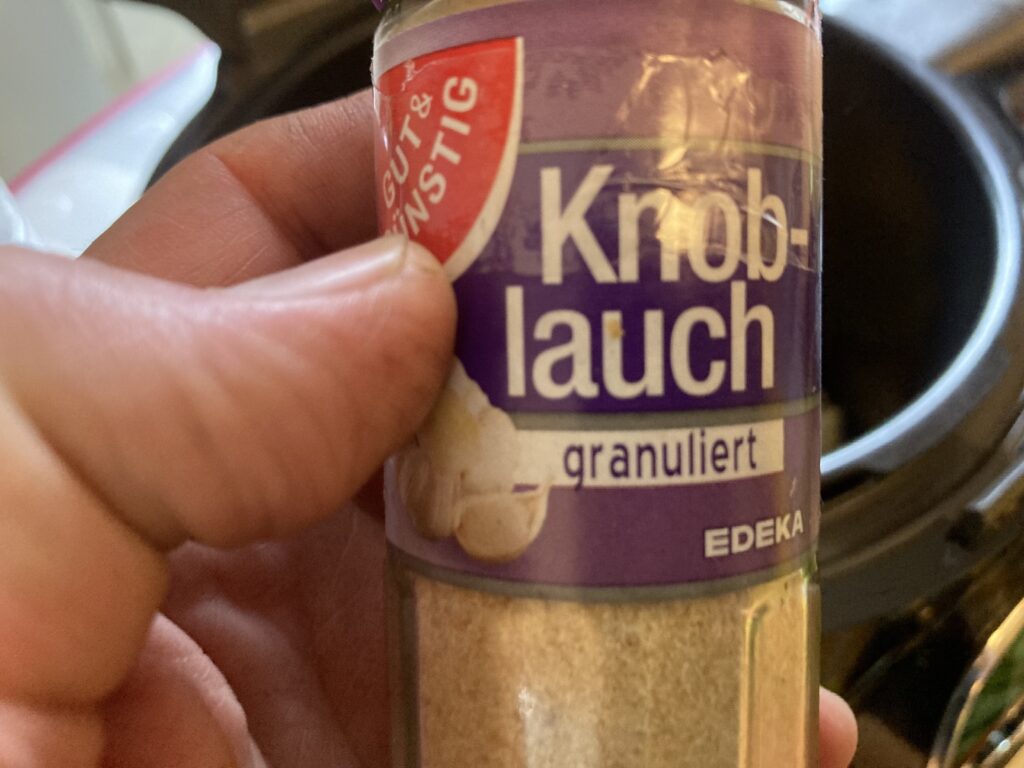 GUT&
GÜNSTIG
Knob-
lauch
granuliert
EDEKA